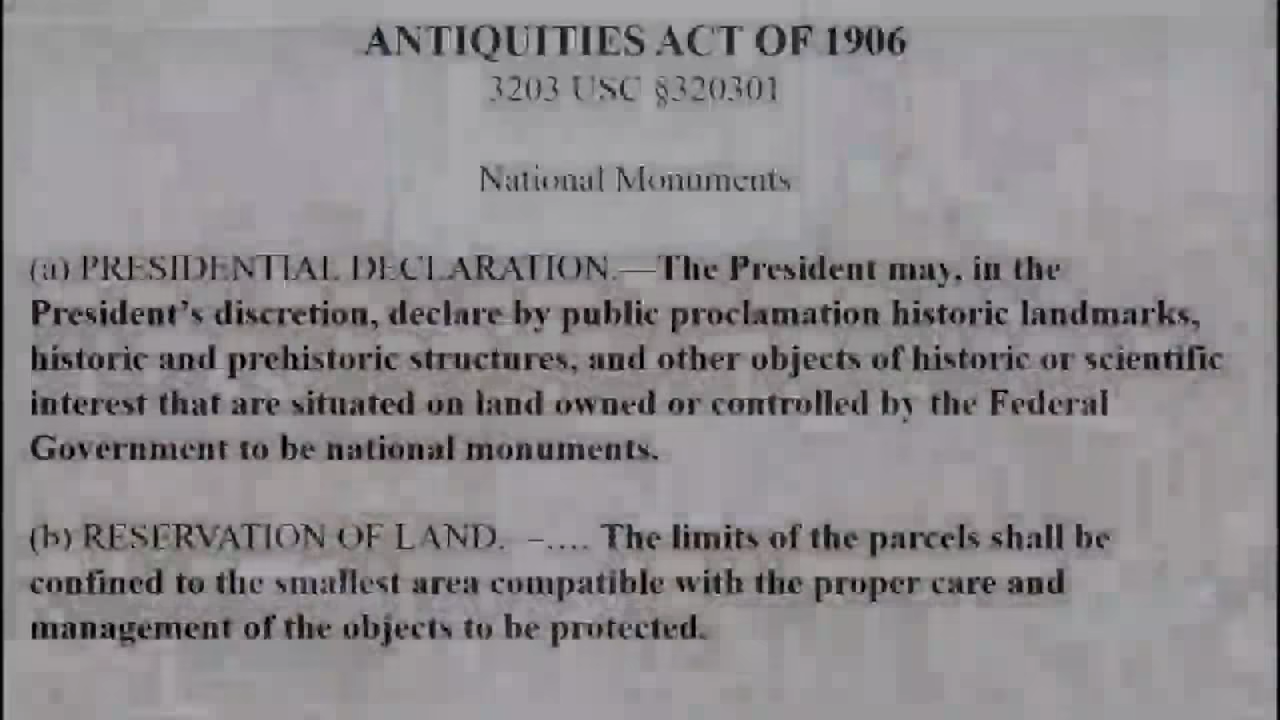 ANTIQUITIES ACT OF 1906
3203 USC §320301
National Monuments
(a) PRESIDENTIAL DECLARATION.—The President may, in the
President's discretion, declare by public proclamation historic landmarks,
historic and prehistoric structures, and other objects of historic or scientific
interest that are situated on land owned or controlled by the Federal
Government to be national monuments.
(b) RESERVATION OF LAND. –.... The limits of the parcels shall be
confined to the smallest area compatible with the proper care and
management of the objects to be protected.